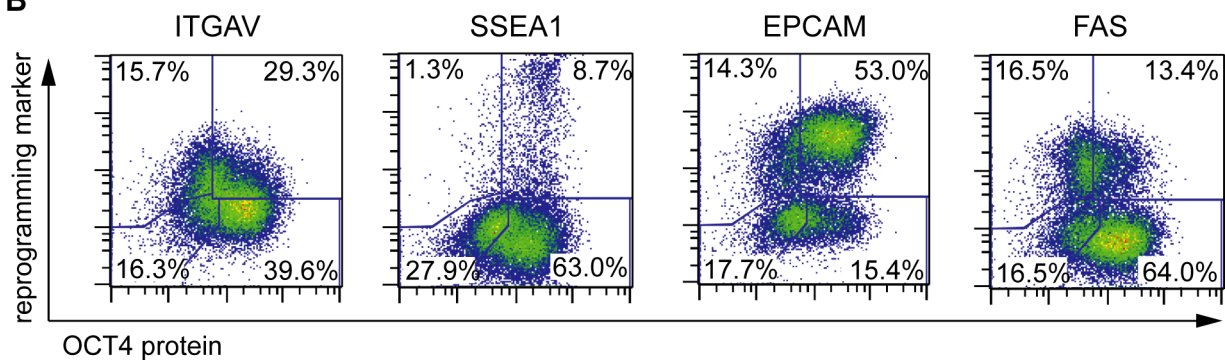 B
ITGAV SSEA1 EPCAM FAS
reprogramming marker
15.7% 29.3% 1.3% 8.7% 14.3% 53.0% 16.5% 13.4%
16.3% 39.6% 27.9% 63.0% 17.7% 15.4% 16.5% 64.0%
OCT4 protein